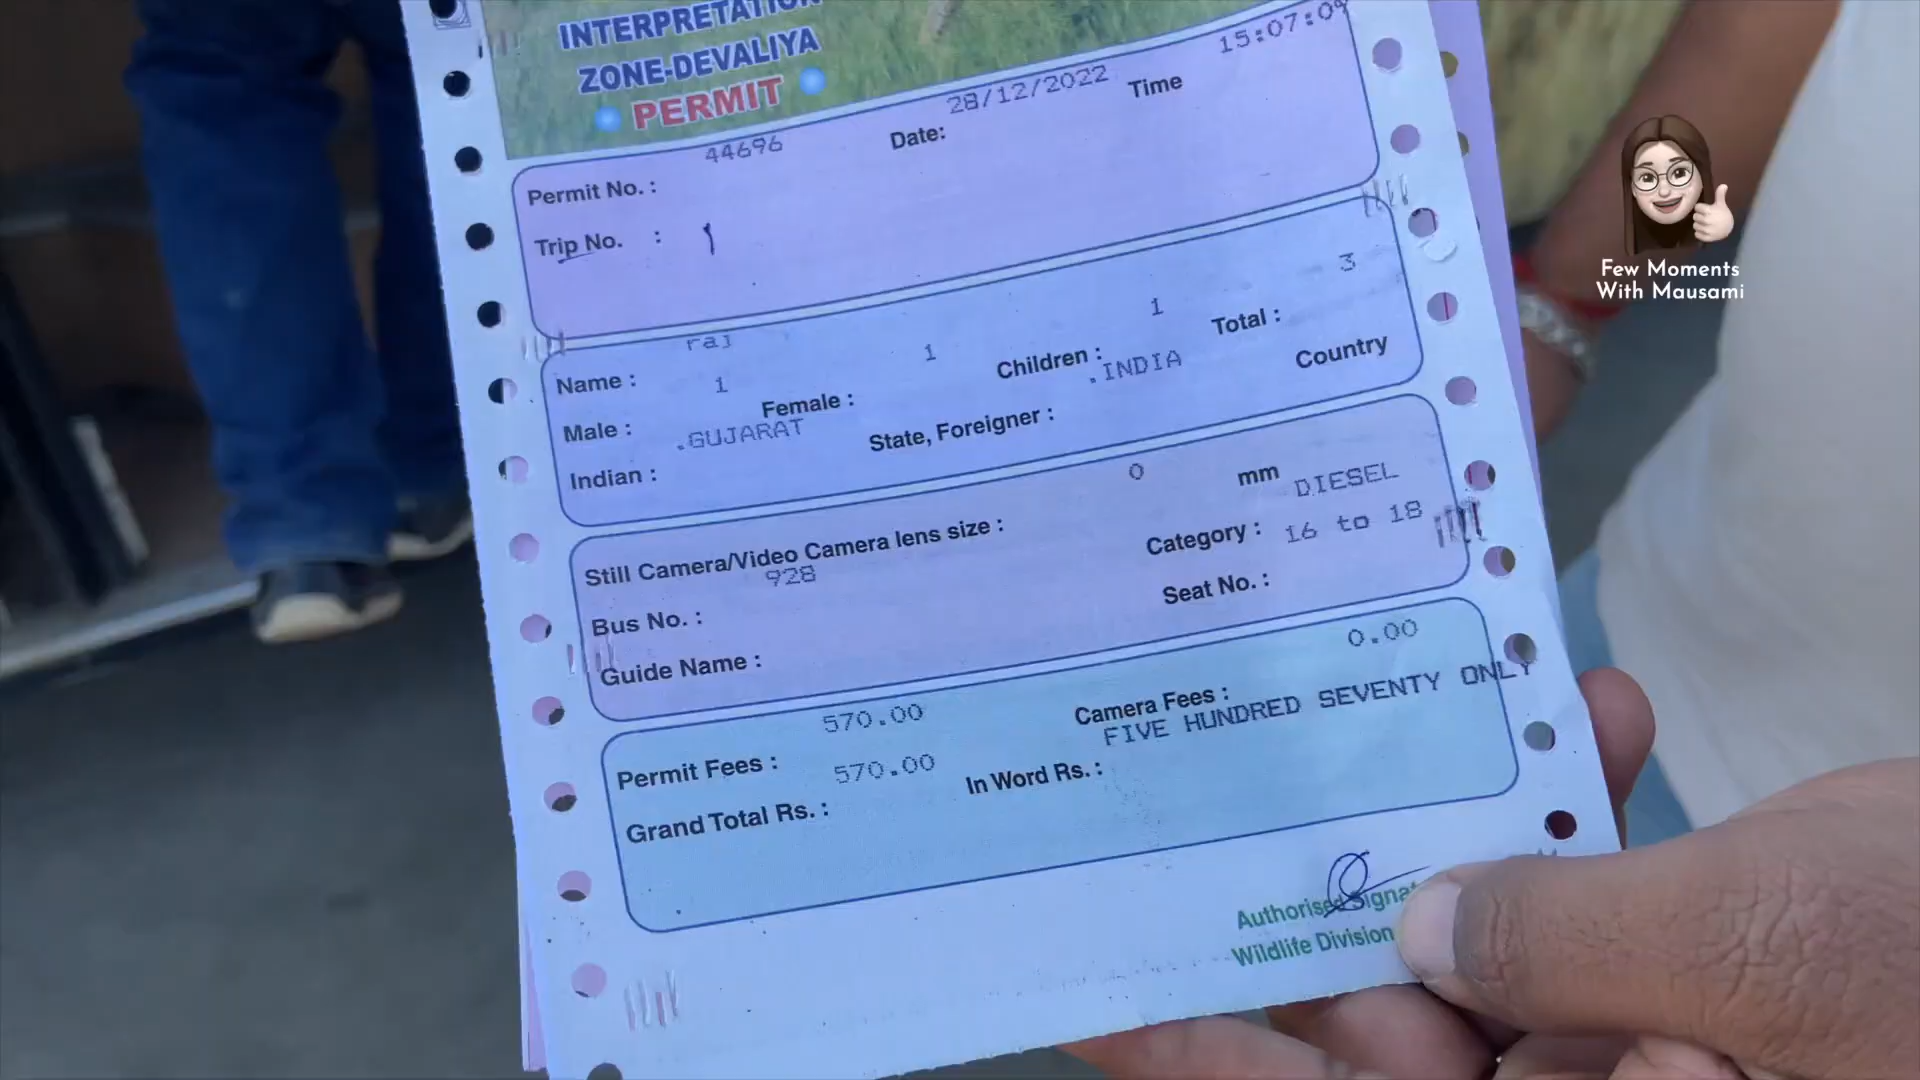 INTERPRETATION
ZONE-DEVALIYA
PERMIT
28/12/2022 15:07:09
44696
Permit No. : Date: Time
Trip No. : 1
raj 1 1 3
Name : 1 Female : Children : Total :
Male : .GUJARAT State, Foreigner : .INDIA Country
Indian :
0 DIESEL
Still Camera/Video Camera lens size : mm
928 Category : 16 to 18
Bus No. : Seat No. :
Guide Name :
570.00 0.00
Permit Fees : Camera Fees :
570.00 FIVE HUNDRED SEVENTY ONLY
Grand Total Rs. : In Word Rs. :
Authorised
Wildlife Division
Few Moments
With Mausami